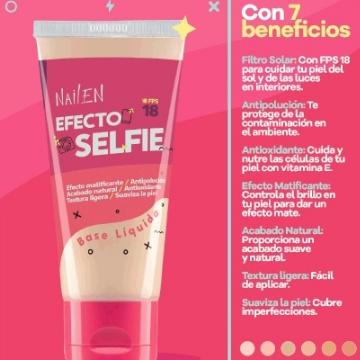 NAILEN
FPS
18
EFECTO
SELFIE
Efecto matificante / Antipolución
Acabado natural / Antioxidante
Textura ligera / Suaviza la piel
Base Líquida
Con 7
beneficios
Filtro Solar: Con FPS 18
para cuidar tu piel del
sol y de las luces
en interiores.
Antipolución: Te
protege de la
contaminación en
el ambiente.
Antioxidante: Cuida y
nutre las células de tu
piel con vitamina E.
Efecto Matificante:
Controla el brillo en
tu piel para dar un
efecto mate.
Acabado Natural:
Proporciona un
acabado suave
y natural.
Textura ligera: Fácil
de aplicar.
Suaviza la piel: Cubre
imperfecciones.